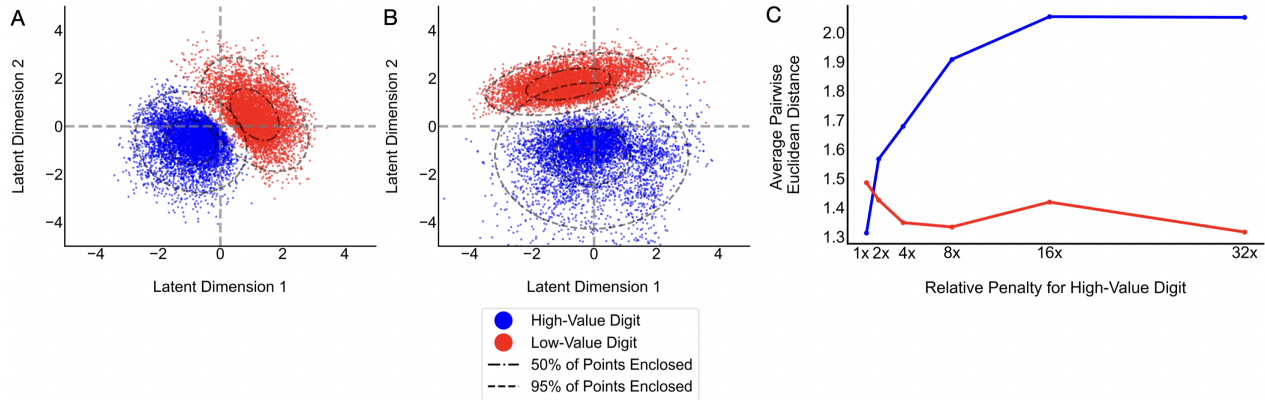 A
4
2
0
−2
−4
−4
−2
0
2
4
Latent Dimension 2
Latent Dimension 1
B
4
2
0
−2
−4
−4
−2
0
2
4
Latent Dimension 2
Latent Dimension 1
High-Value Digit
Low-Value Digit
50% of Points Enclosed
95% of Points Enclosed
C
2.0
1.9
1.8
1.7
1.6
1.5
1.4
1.3
1x 2x 4x 8x 16x 32x
Average Pairwise
Euclidean Distance
Relative Penalty for High-Value Digit